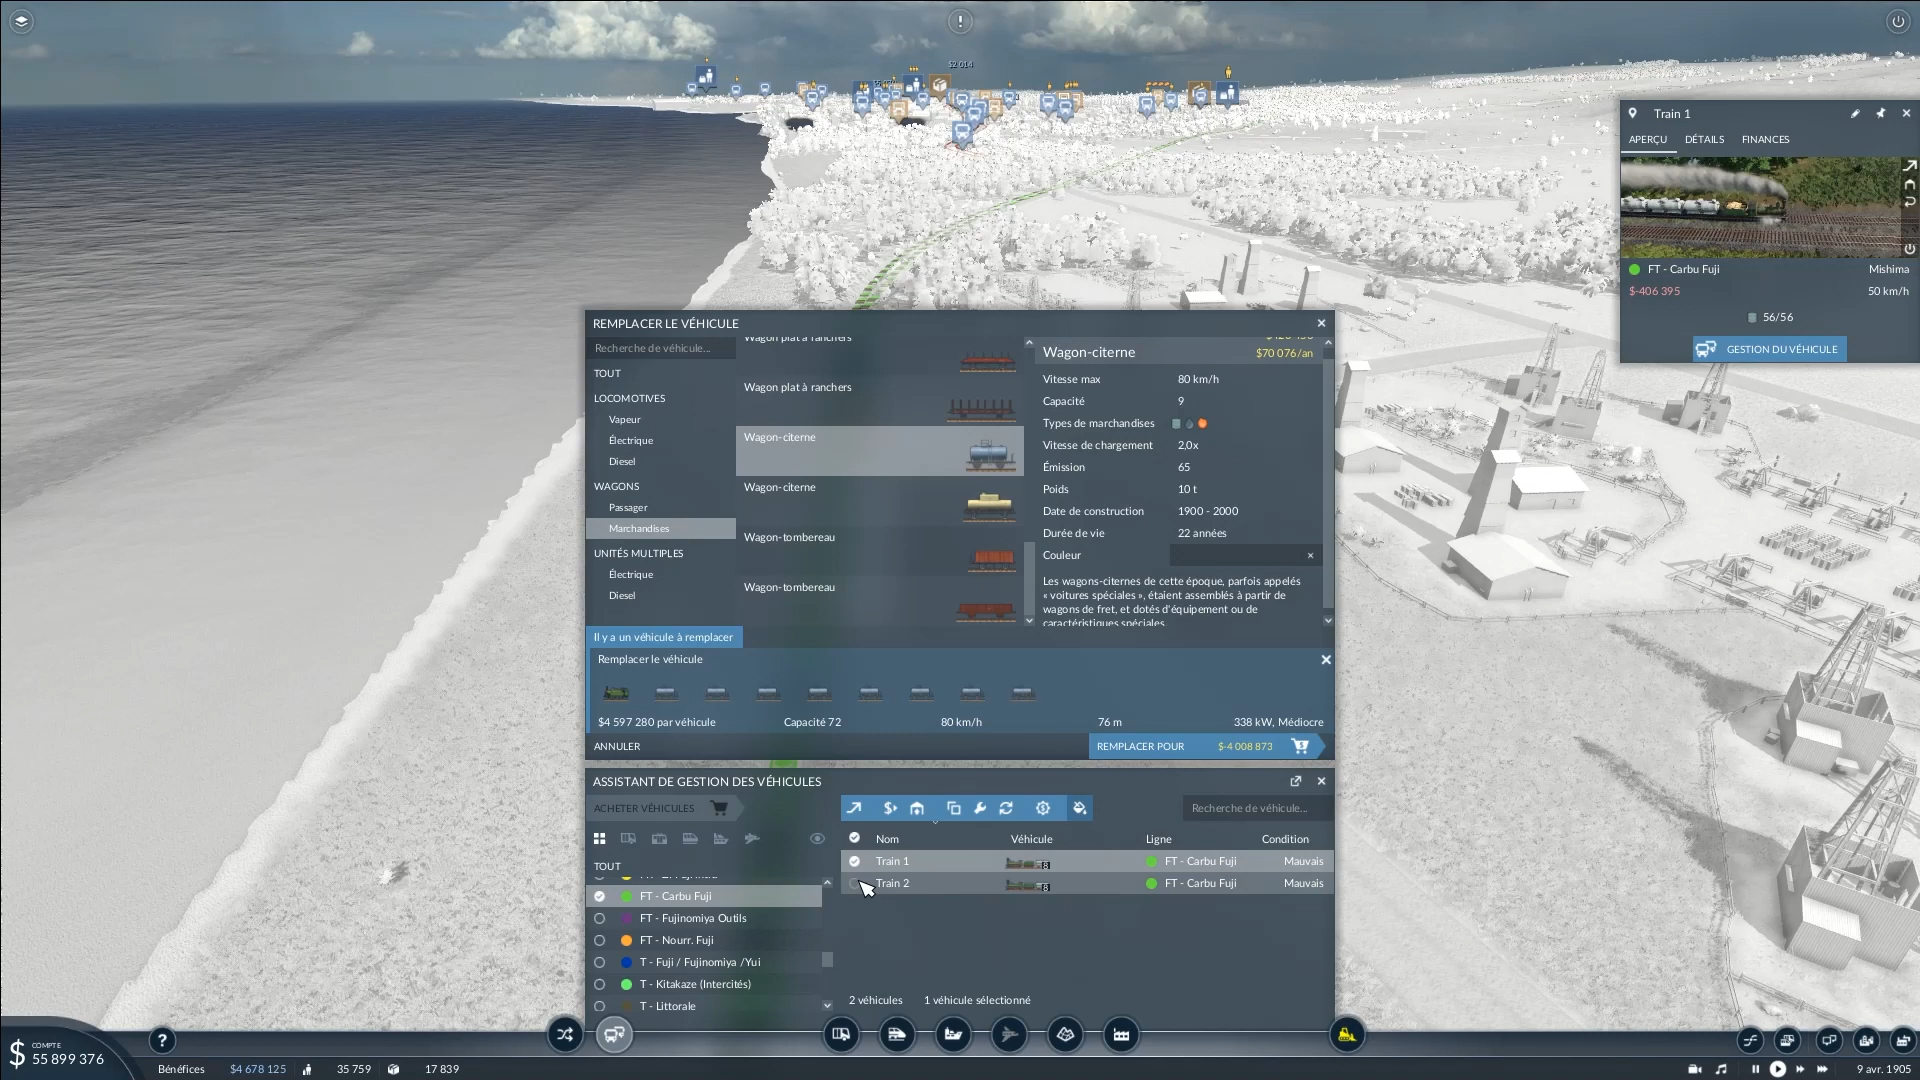 $2 014
Train 1
APERÇU DÉTAILS FINANCES
FT - Carbu Fuji Mishima
$-406 395 50 km/h
56/56
GESTION DU VÉHICULE
REMPLACER LE VÉHICULE
Recherche de véhicule...
TOUT
LOCOMOTIVES
Vapeur
Électrique
Diesel
WAGONS
Passager
Marchandises
UNITÉS MULTIPLES
Électrique
Diesel
Wagon plat à ranchers
Wagon plat à ranchers
Wagon-citerne
Wagon-citerne
Wagon-tombereau
Wagon-tombereau
Wagon-citerne $70 076/an
Vitesse max 80 km/h
Capacité 9
Types de marchandises
Vitesse de chargement 2,0x
Émission 65
Poids 10 t
Date de construction 1900 - 2000
Durée de vie 22 années
Couleur
Les wagons-citernes de cette époque, parfois appelés
« voitures spéciales », étaient assemblés à partir de
wagons de fret, et dotés d'équipement ou de
caractéristiques spéciales.
Il y a un véhicule à remplacer
Remplacer le véhicule
$4 597 280 par véhicule Capacité 72 80 km/h 76 m 338 kW, Médiocre
ANNULER REMPLACER POUR $-4 008 873
ASSISTANT DE GESTION DES VÉHICULES
ACHETER VÉHICULES
Recherche de véhicule...
TOUT
FT - Carbu Fuji
FT - Fujinomiya Outils
FT - Nourr. Fuji
T - Fuji / Fujinomiya /Yui
T - Kitakaze (Intercités)
T - Littorale
Nom Véhicule Ligne Condition
Train 1 8 FT - Carbu Fuji Mauvais
Train 2 8 FT - Carbu Fuji Mauvais
2 véhicules 1 véhicule sélectionné
COMPTE
$ 55 899 376
Bénéfices $4 678 125 35 759 17 839
9 avr. 1905